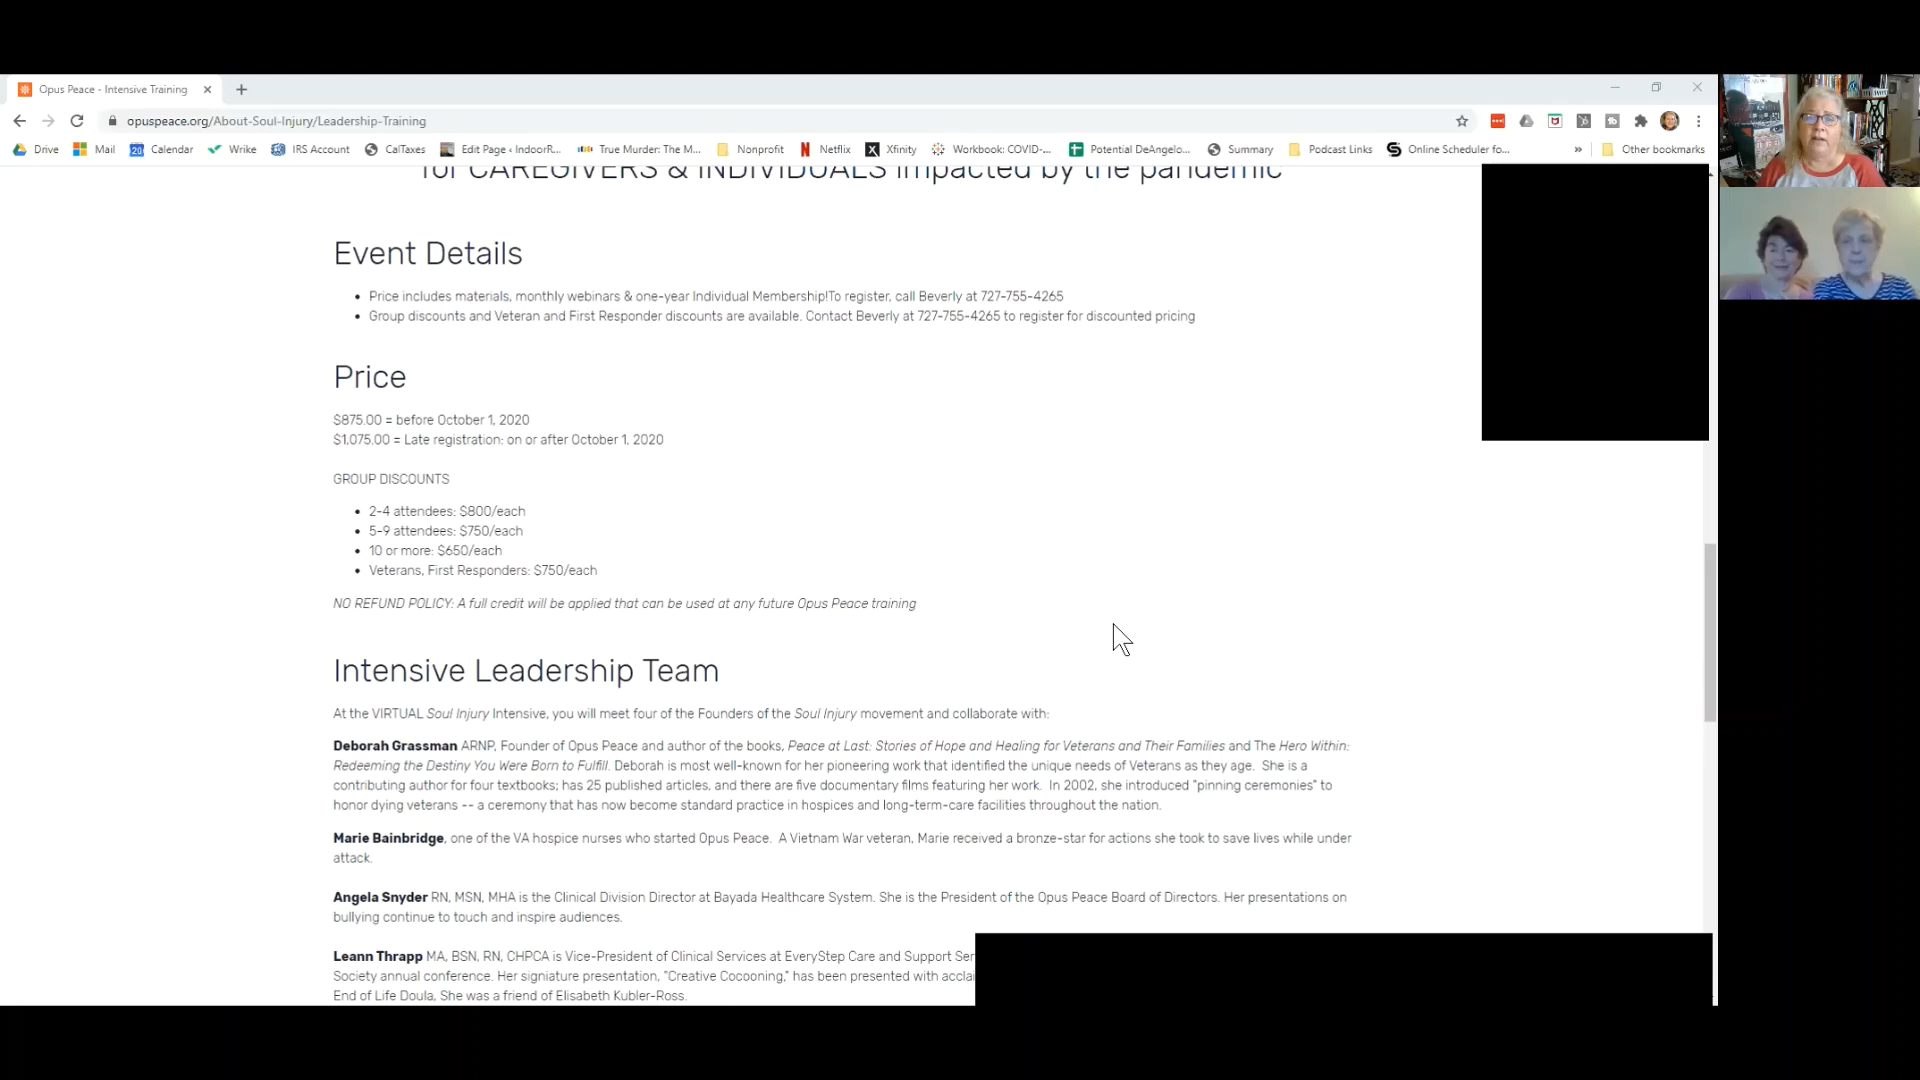 Opus Peace - Intensive Training
opuspeace.org/About-Soul-Injury/Leadership-Training
Drive Mail Calendar Wrike IRS Account CalTaxes Edit Page ‹ IndoorR... True Murder: The M... Nonprofit Netflix Xfinity Workbook: COVID-... Potential DeAngelo... Summary Podcast Links Online Scheduler fo... » Other bookmarks
for CAREGIVERS & INDIVIDUALS impacted by the pandemic
Event Details
• Price includes materials, monthly webinars & one-year Individual Membership!To register, call Beverly at 727-755-4265
• Group discounts and Veteran and First Responder discounts are available. Contact Beverly at 727-755-4265 to register for discounted pricing
Price
$875.00 = before October 1, 2020
$1,075.00 = Late registration: on or after October 1, 2020
GROUP DISCOUNTS
• 2-4 attendees: $800/each
• 5-9 attendees: $750/each
• 10 or more: $650/each
• Veterans, First Responders: $750/each
NO REFUND POLICY: A full credit will be applied that can be used at any future Opus Peace training
Intensive Leadership Team
At the VIRTUAL Soul Injury Intensive, you will meet four of the Founders of the Soul Injury movement and collaborate with:
Deborah Grassman ARNP, Founder of Opus Peace and author of the books, Peace at Last: Stories of Hope and Healing for Veterans and Their Families and The Hero Within:
Redeeming the Destiny You Were Born to Fulfill. Deborah is most well-known for her pioneering work that identified the unique needs of Veterans as they age. She is a
contributing author for four textbooks; has 25 published articles, and there are five documentary films featuring her work. In 2002, she introduced "pinning ceremonies" to
honor dying veterans -- a ceremony that has now become standard practice in hospices and long-term-care facilities throughout the nation.
Marie Bainbridge, one of the VA hospice nurses who started Opus Peace. A Vietnam War veteran, Marie received a bronze-star for actions she took to save lives while under
attack.
Angela Snyder RN, MSN, MHA is the Clinical Division Director at Bayada Healthcare System. She is the President of the Opus Peace Board of Directors. Her presentations on
bullying continue to touch and inspire audiences.
Leann Thrapp MA, BSN, RN, CHPCA is Vice-President of Clinical Services at EveryStep Care and Support Ser
Society annual conference. Her signiature presentation, "Creative Cocooning," has been presented with accla
End of Life Doula, She was a friend of Elisabeth Kubler-Ross.